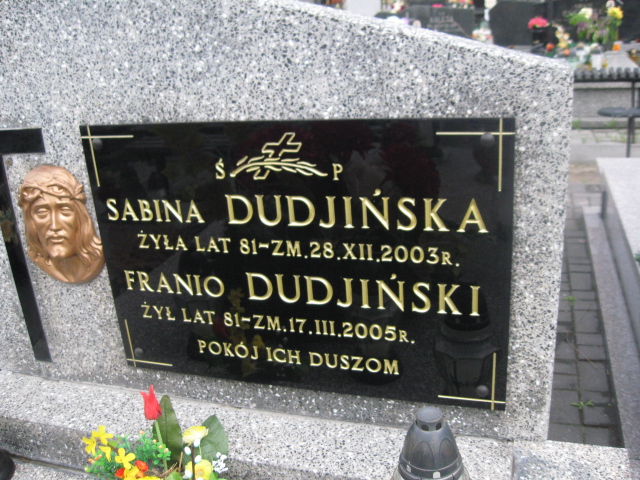 Ś P
SABINA DUDJIŃSKA
ŻYŁA LAT 81-ZM.28.XII.2003R.
FRANIO DUDJIŃSKI
ŻYŁ LAT 81-ZM.17.III.2005R.
POKÓJ ICH DUSZOM